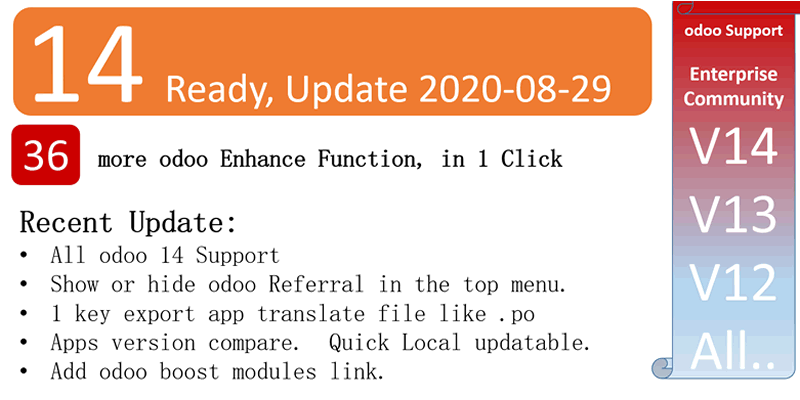 14 Ready, Update 2020-08-29
36 more odoo Enhance Function, in 1 Click
Recent Update:
• All odoo 14 Support
• Show or hide odoo Referral in the top menu.
• 1 key export app translate file like .po
• Apps version compare. Quick Local updatable.
• Add odoo boost modules link.
odoo Support
Enterprise
Community
V14
V13
V12
All..